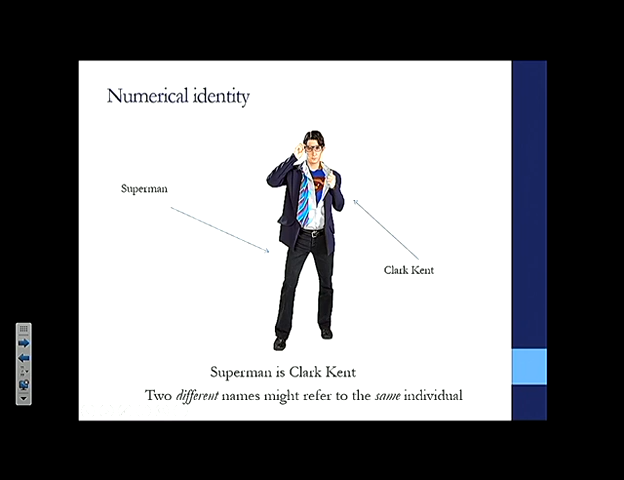 Numerical identity
Superman
Clark Kent
Superman is Clark Kent
Two different names might refer to the same individual